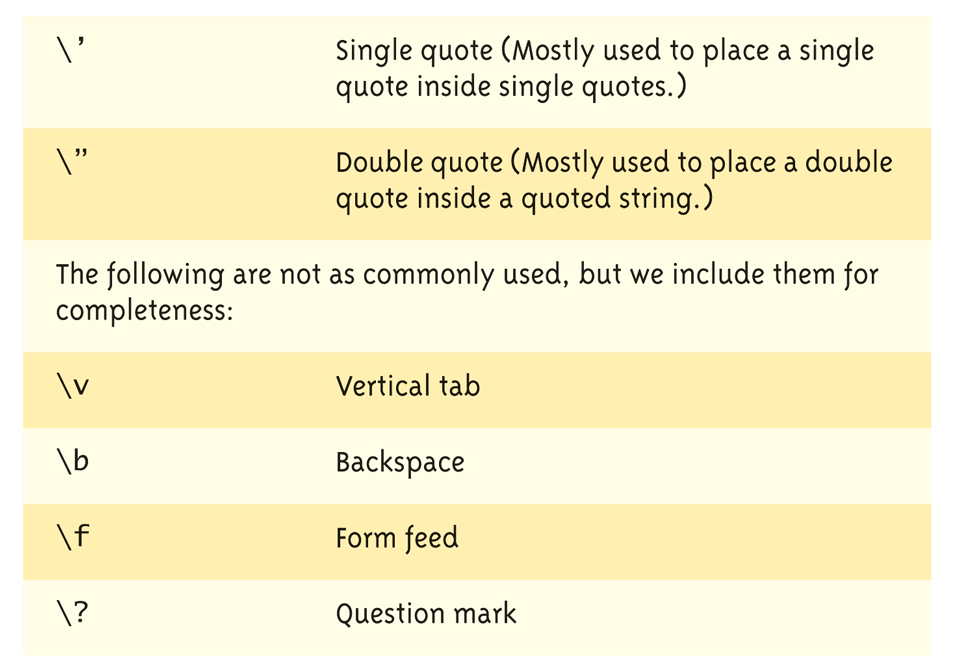 \’ Single quote (Mostly used to place a single
quote inside single quotes.)
\” Double quote (Mostly used to place a double
quote inside a quoted string.)
The following are not as commonly used, but we include them for
completeness:
\v Vertical tab
\b Backspace
\f Form feed
\? Question mark